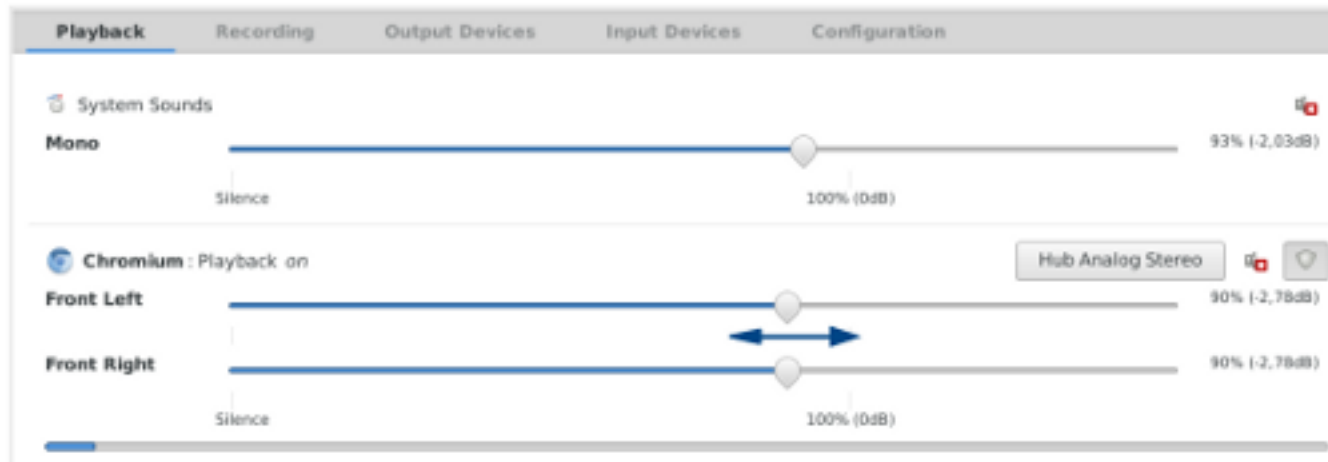 Playback Recording Output Devices Input Devices Configuration
System Sounds
Mono 93% (-2,03dB)
Silence 100% (0dB)
Chromium : Playback on Hub Analog Stereo
Front Left 90% (-2,78dB)
Front Right 90% (-2,78dB)
Silence 100% (0dB)